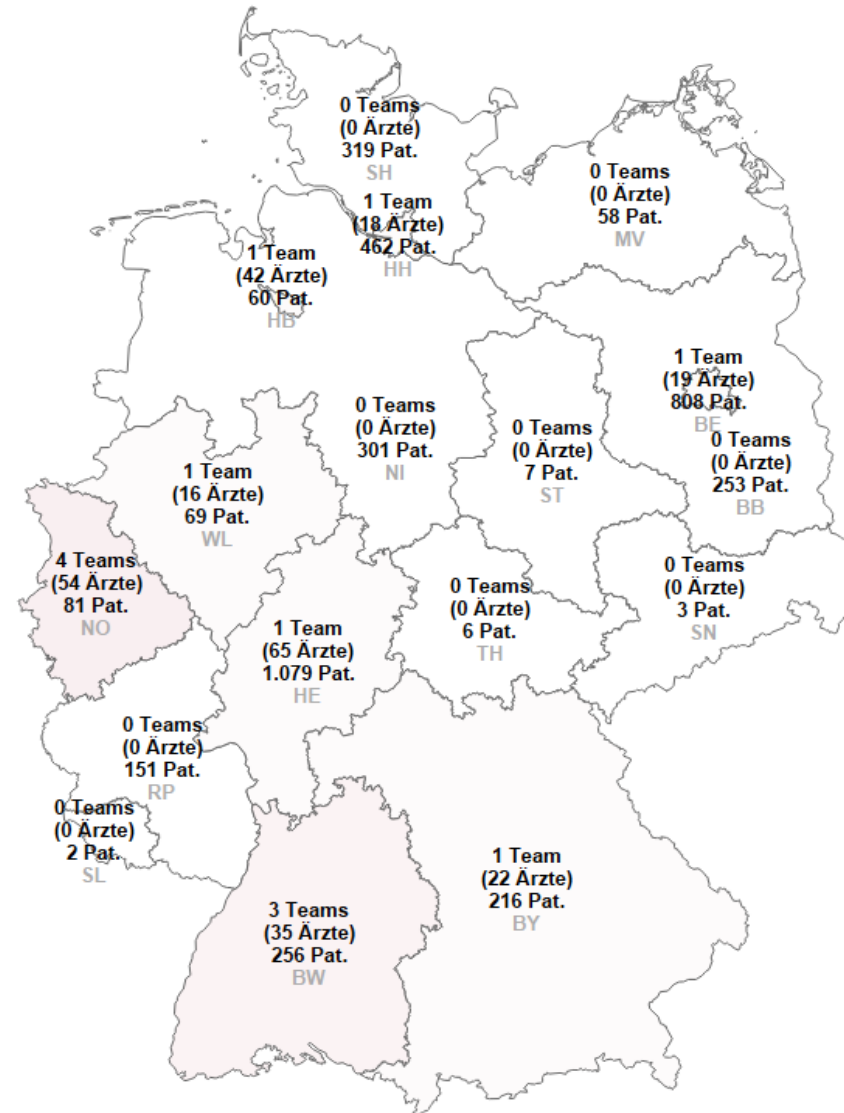 0 Teams
(0 Ärzte)
319 Pat.
SH
0 Teams
(0 Ärzte)
58 Pat.
MV
1 Team
(18 Ärzte)
462 Pat.
HH
1 Team
(42 Ärzte)
60 Pat.
HB
1 Team
(19 Ärzte)
808 Pat.
BE
0 Teams
(0 Ärzte)
301 Pat.
NI
0 Teams
(0 Ärzte)
7 Pat.
ST
0 Teams
(0 Ärzte)
253 Pat.
BB
1 Team
(16 Ärzte)
69 Pat.
WL
4 Teams
(54 Ärzte)
81 Pat.
NO
0 Teams
(0 Ärzte)
3 Pat.
SN
0 Teams
(0 Ärzte)
6 Pat.
TH
1 Team
(65 Ärzte)
1.079 Pat.
HE
0 Teams
(0 Ärzte)
151 Pat.
RP
0 Teams
(0 Ärzte)
2 Pat.
SL
1 Team
(22 Ärzte)
216 Pat.
BY
3 Teams
(35 Ärzte)
256 Pat.
BW